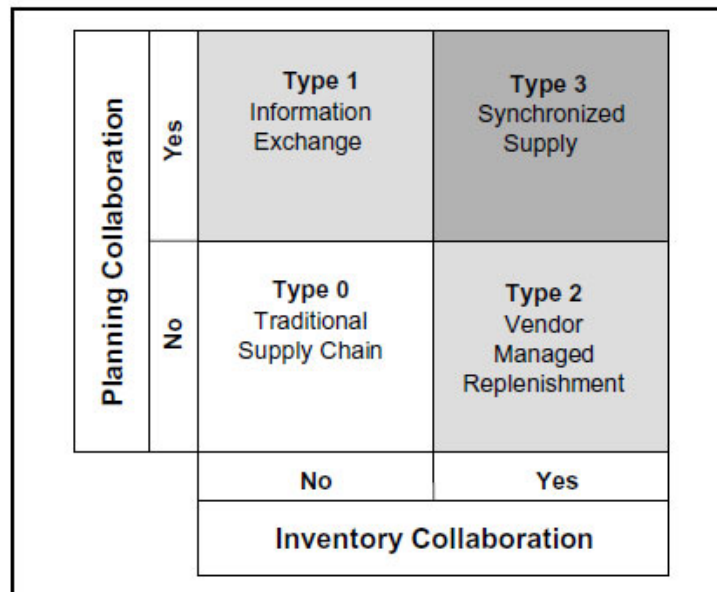 Planning Collaboration
Yes
No
Type 1
Information
Exchange
Type 3
Synchronized
Supply
Type 0
Traditional
Supply Chain
Type 2
Vendor
Managed
Replenishment
No
Yes
Inventory Collaboration